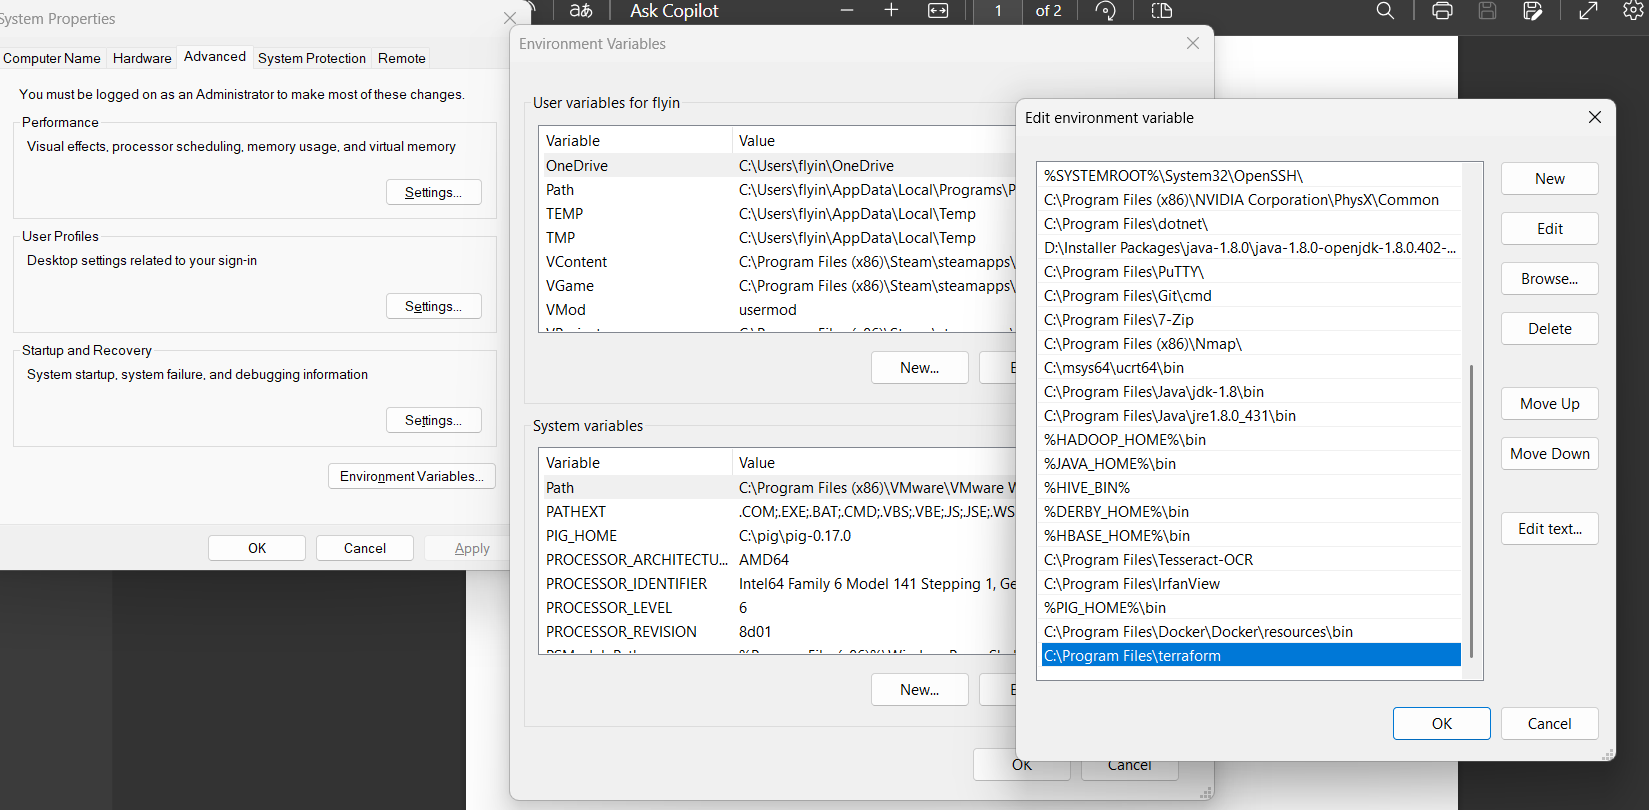 System Properties
Computer Name
Hardware
Advanced
System Protection
Remote
You must be logged on as an Administrator to make most of these changes.
Performance
Visual effects, processor scheduling, memory usage, and virtual memory
Settings...
User Profiles
Desktop settings related to your sign-in
Settings...
Startup and Recovery
System startup, system failure, and debugging information
Settings...
Environment Variables...
OK
Cancel
Apply
aあ
Ask Copilot
1
of 2
Environment Variables
User variables for flyin
Variable Value
OneDrive C:\Users\flyin\OneDrive
Path C:\Users\flyin\AppData\Local\Programs\P
TEMP C:\Users\flyin\AppData\Local\Temp
TMP C:\Users\flyin\AppData\Local\Temp
VContent C:\Program Files (x86)\Steam\steamapps\
VGame C:\Program Files (x86)\Steam\steamapps\
VMod usermod
New...
System variables
Variable Value
Path C:\Program Files (x86)\VMware\VMware W
PATHEXT .COM;.EXE;.BAT;.CMD;.VBS;.VBE;.JS;.JSE;.WS
PIG_HOME C:\pig\pig-0.17.0
PROCESSOR_ARCHITECTU... AMD64
PROCESSOR_IDENTIFIER Intel64 Family 6 Model 141 Stepping 1, Ge
PROCESSOR_LEVEL 6
PROCESSOR_REVISION 8d01
New...
OK
Cancel
Edit environment variable
%SYSTEMROOT%\System32\OpenSSH\
C:\Program Files (x86)\NVIDIA Corporation\PhysX\Common
C:\Program Files\dotnet\
D:\Installer Packages\java-1.8.0\java-1.8.0-openjdk-1.8.0.402-...
C:\Program Files\PuTTY\
C:\Program Files\Git\cmd
C:\Program Files\7-Zip
C:\Program Files (x86)\Nmap\
C:\msys64\ucrt64\bin
C:\Program Files\Java\jdk-1.8\bin
C:\Program Files\Java\jre1.8.0_431\bin
%HADOOP_HOME%\bin
%JAVA_HOME%\bin
%HIVE_BIN%
%DERBY_HOME%\bin
%HBASE_HOME%\bin
C:\Program Files\Tesseract-OCR
C:\Program Files\IrfanView
%PIG_HOME%\bin
C:\Program Files\Docker\Docker\resources\bin
C:\Program Files\terraform
New
Edit
Browse...
Delete
Move Up
Move Down
Edit text...
OK
Cancel